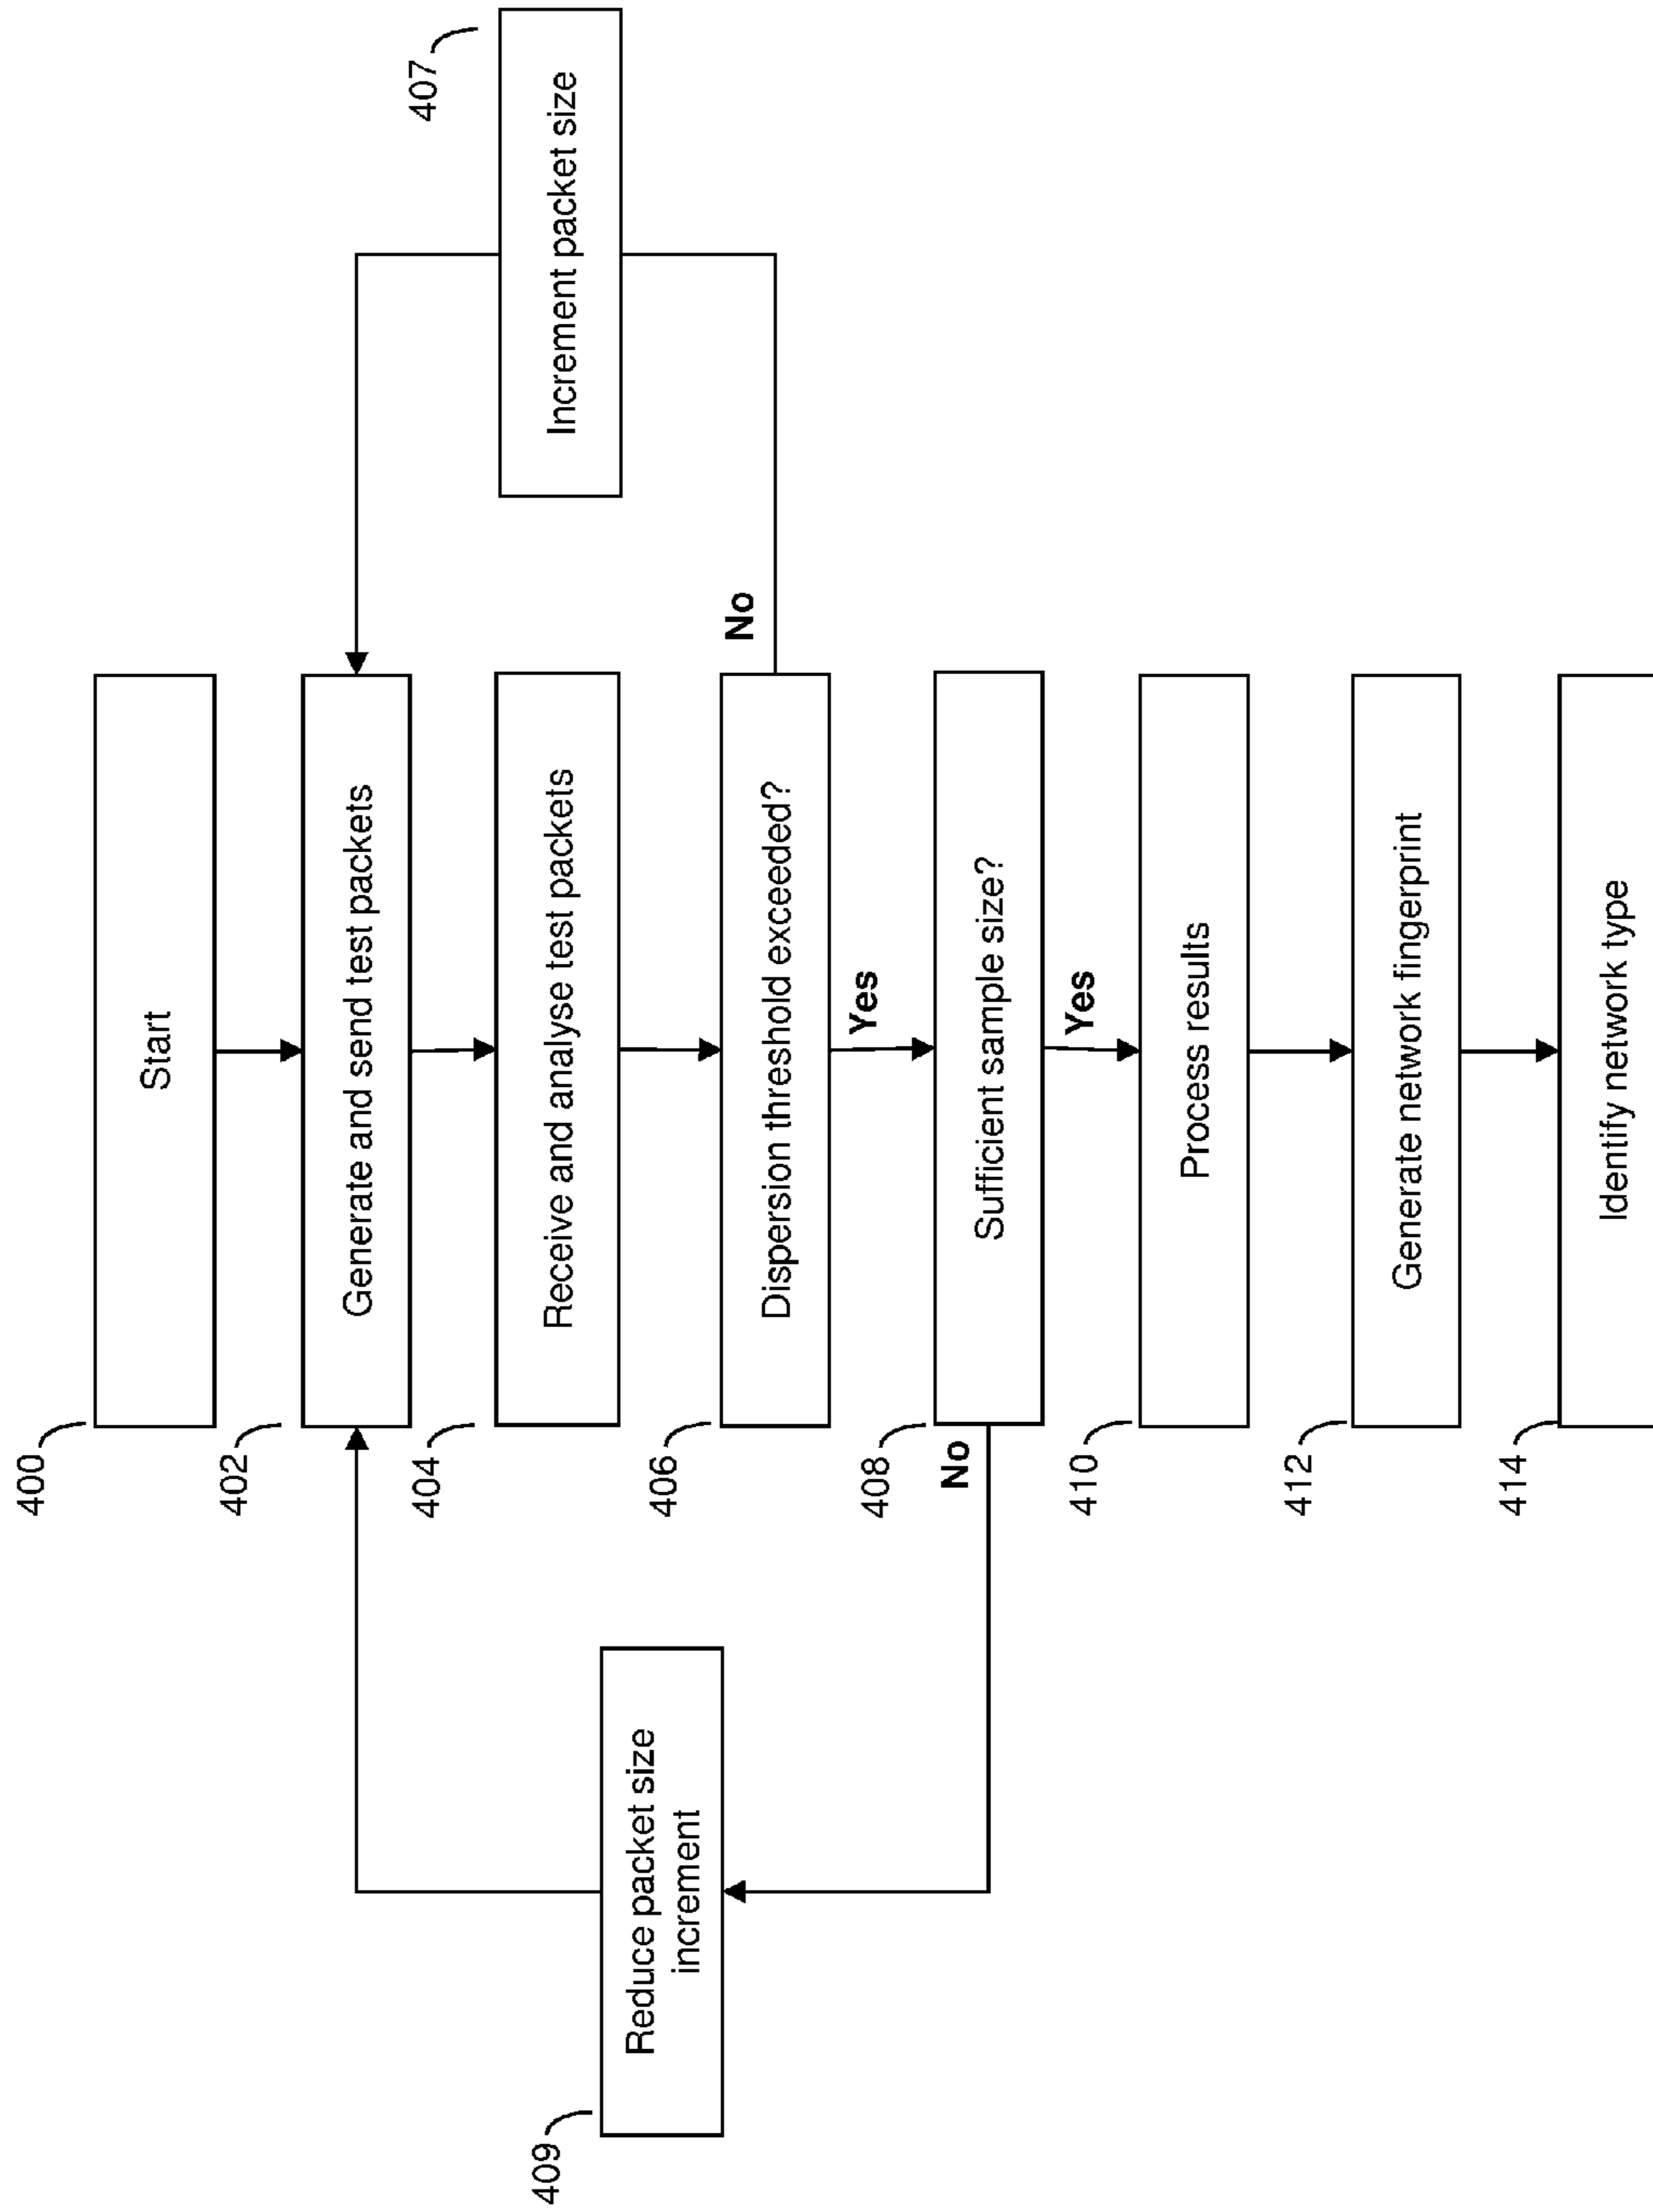 400
Start
402
Generate and send test packets
404
Receive and analyse test packets
406
Dispersion threshold exceeded?
No
407
Increment packet size
Yes
408
Sufficient sample size?
No
409
Reduce packet size
increment
Yes
410
Process results
412
Generate network fingerprint
414
Identify network type